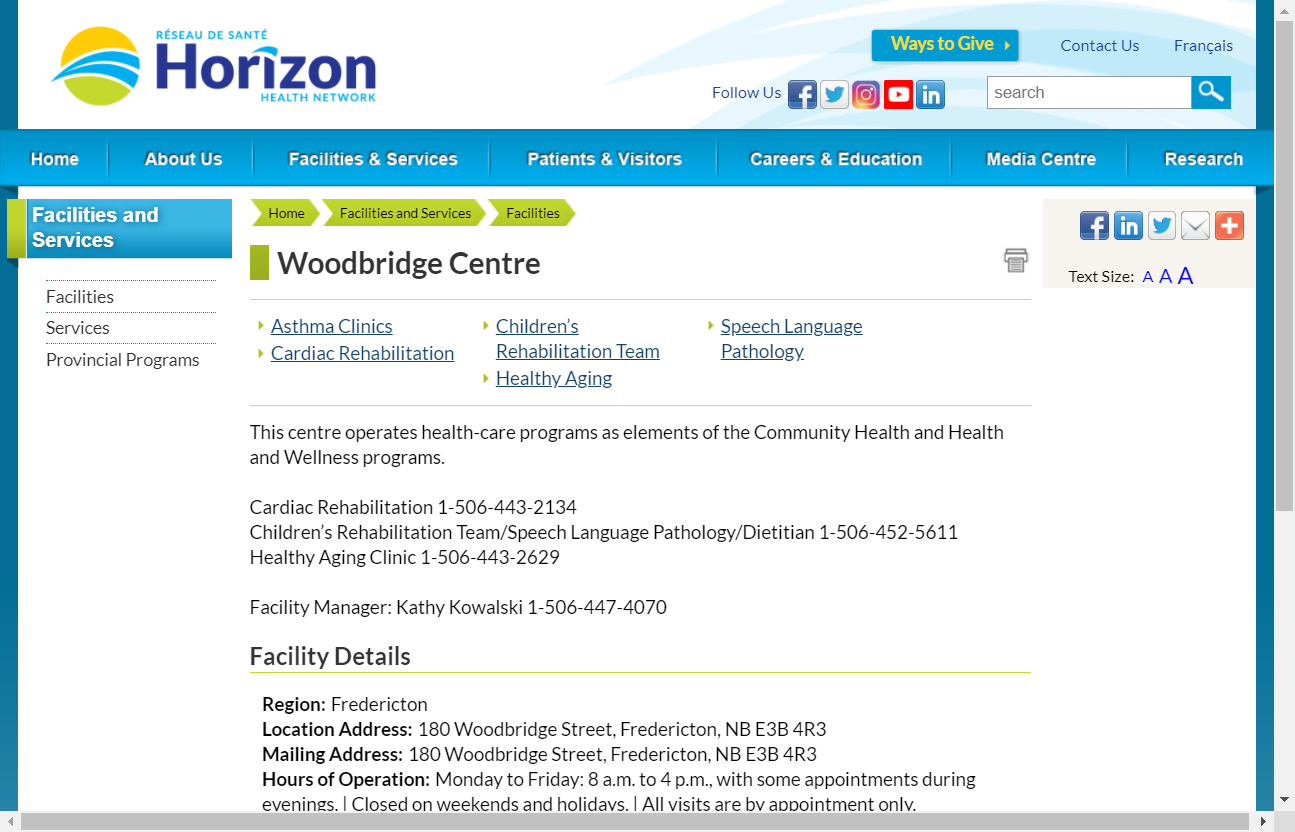 RÉSEAU DE SANTÉ
Horizon
HEALTH NETWORK
Ways to Give
Contact Us
Français
Follow Us
search
Home
About Us
Facilities & Services
Patients & Visitors
Careers & Education
Media Centre
Research
Facilities and
Services
Facilities
Services
Provincial Programs
Home
Facilities and Services
Facilities
Woodbridge Centre
Asthma Clinics
Cardiac Rehabilitation
Children’s
Rehabilitation Team
Healthy Aging
Speech Language
Pathology
This centre operates health-care programs as elements of the Community Health and Health
and Wellness programs.
Cardiac Rehabilitation 1-506-443-2134
Children’s Rehabilitation Team/Speech Language Pathology/Dietitian 1-506-452-5611
Healthy Aging Clinic 1-506-443-2629
Facility Manager: Kathy Kowalski 1-506-447-4070
Facility Details
Region: Fredericton
Location Address: 180 Woodbridge Street, Fredericton, NB E3B 4R3
Mailing Address: 180 Woodbridge Street, Fredericton, NB E3B 4R3
Hours of Operation: Monday to Friday: 8 a.m. to 4 p.m., with some appointments during
evenings. | Closed on weekends and holidays. | All visits are by appointment only.
Text Size: A A A